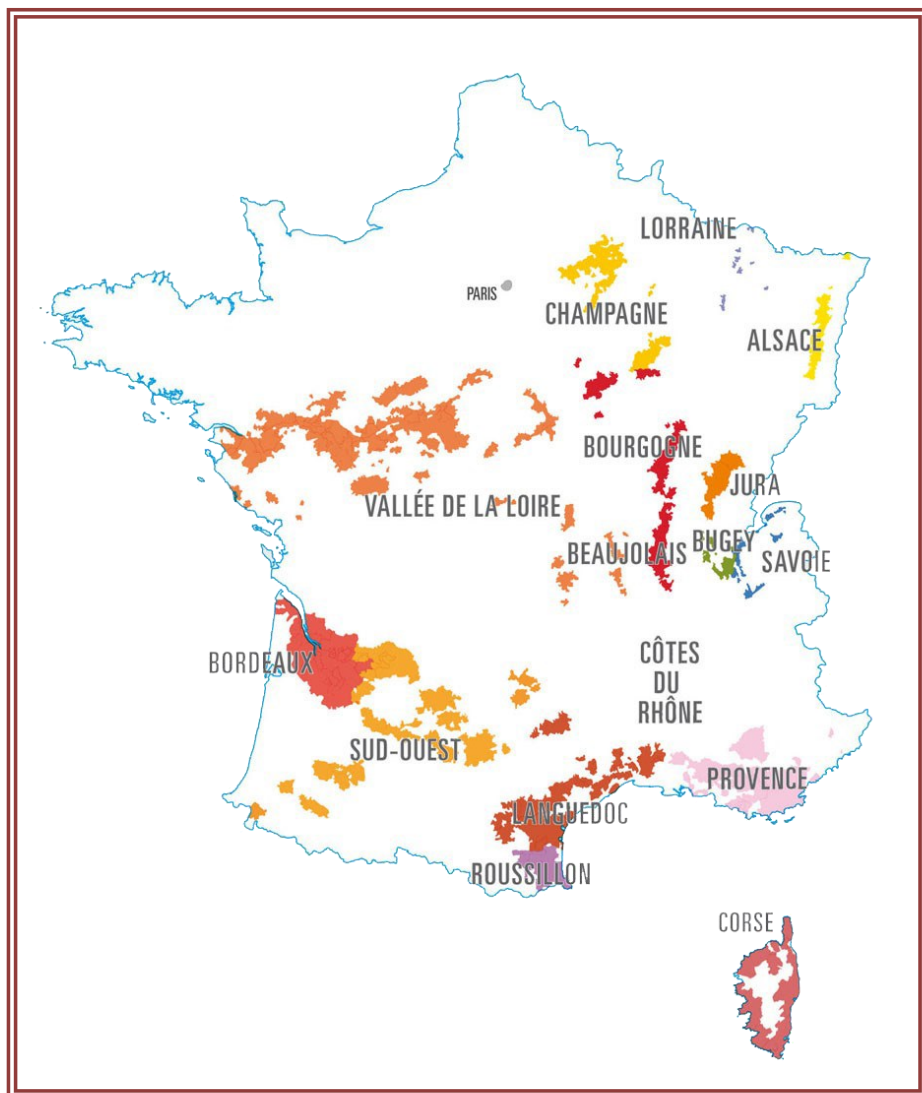 LORRAINE
PARIS
CHAMPAGNE
ALSACE
BOURGOGNE
JURA
VALLÉE DE LA LOIRE
BEAUJOLAIS
BUGEY
SAVOIE
BORDEAUX
CÔTES
DU
RHÔNE
SUD-OUEST
PROVENCE
LANGUEDOC
ROUSSILLON
CORSE